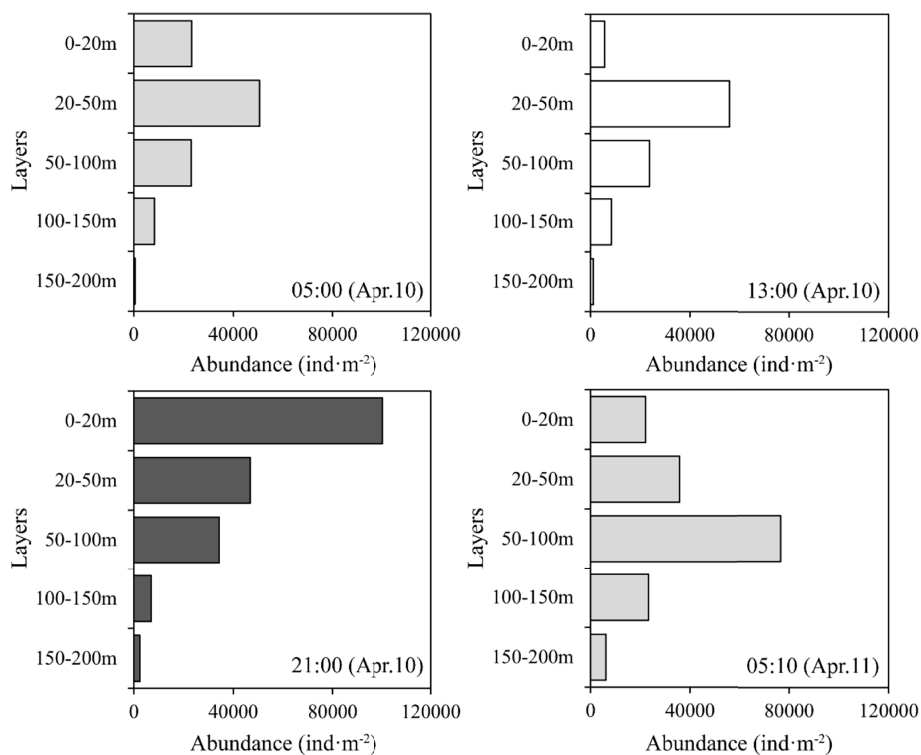 0-20m
20-50m
50-100m
100-150m
150-200m
Layers
05:00 (Apr.10)
0 40000 80000 120000
Abundance (ind·m⁻²)
0-20m
20-50m
50-100m
100-150m
150-200m
Layers
13:00 (Apr.10)
0 40000 80000 120000
Abundance (ind·m⁻²)
0-20m
20-50m
50-100m
100-150m
150-200m
Layers
21:00 (Apr.10)
0 40000 80000 120000
Abundance (ind·m⁻²)
0-20m
20-50m
50-100m
100-150m
150-200m
Layers
05:10 (Apr.11)
0 40000 80000 120000
Abundance (ind·m⁻²)